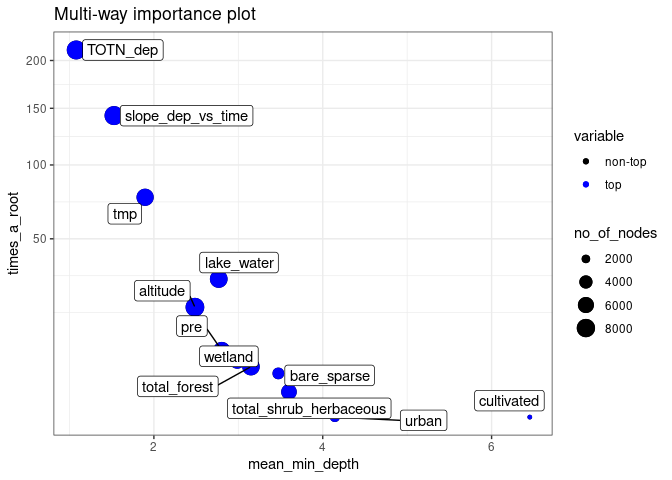 Multi-way importance plot
times_a_root
200
150
100
50
TOTN_dep
slope_dep_vs_time
tmp
lake_water
altitude
pre
wetland
total_forest
bare_sparse
total_shrub_herbaceous
urban
cultivated
2
4
6
mean_min_depth
variable
non-top
top
no_of_nodes
2000
4000
6000
8000